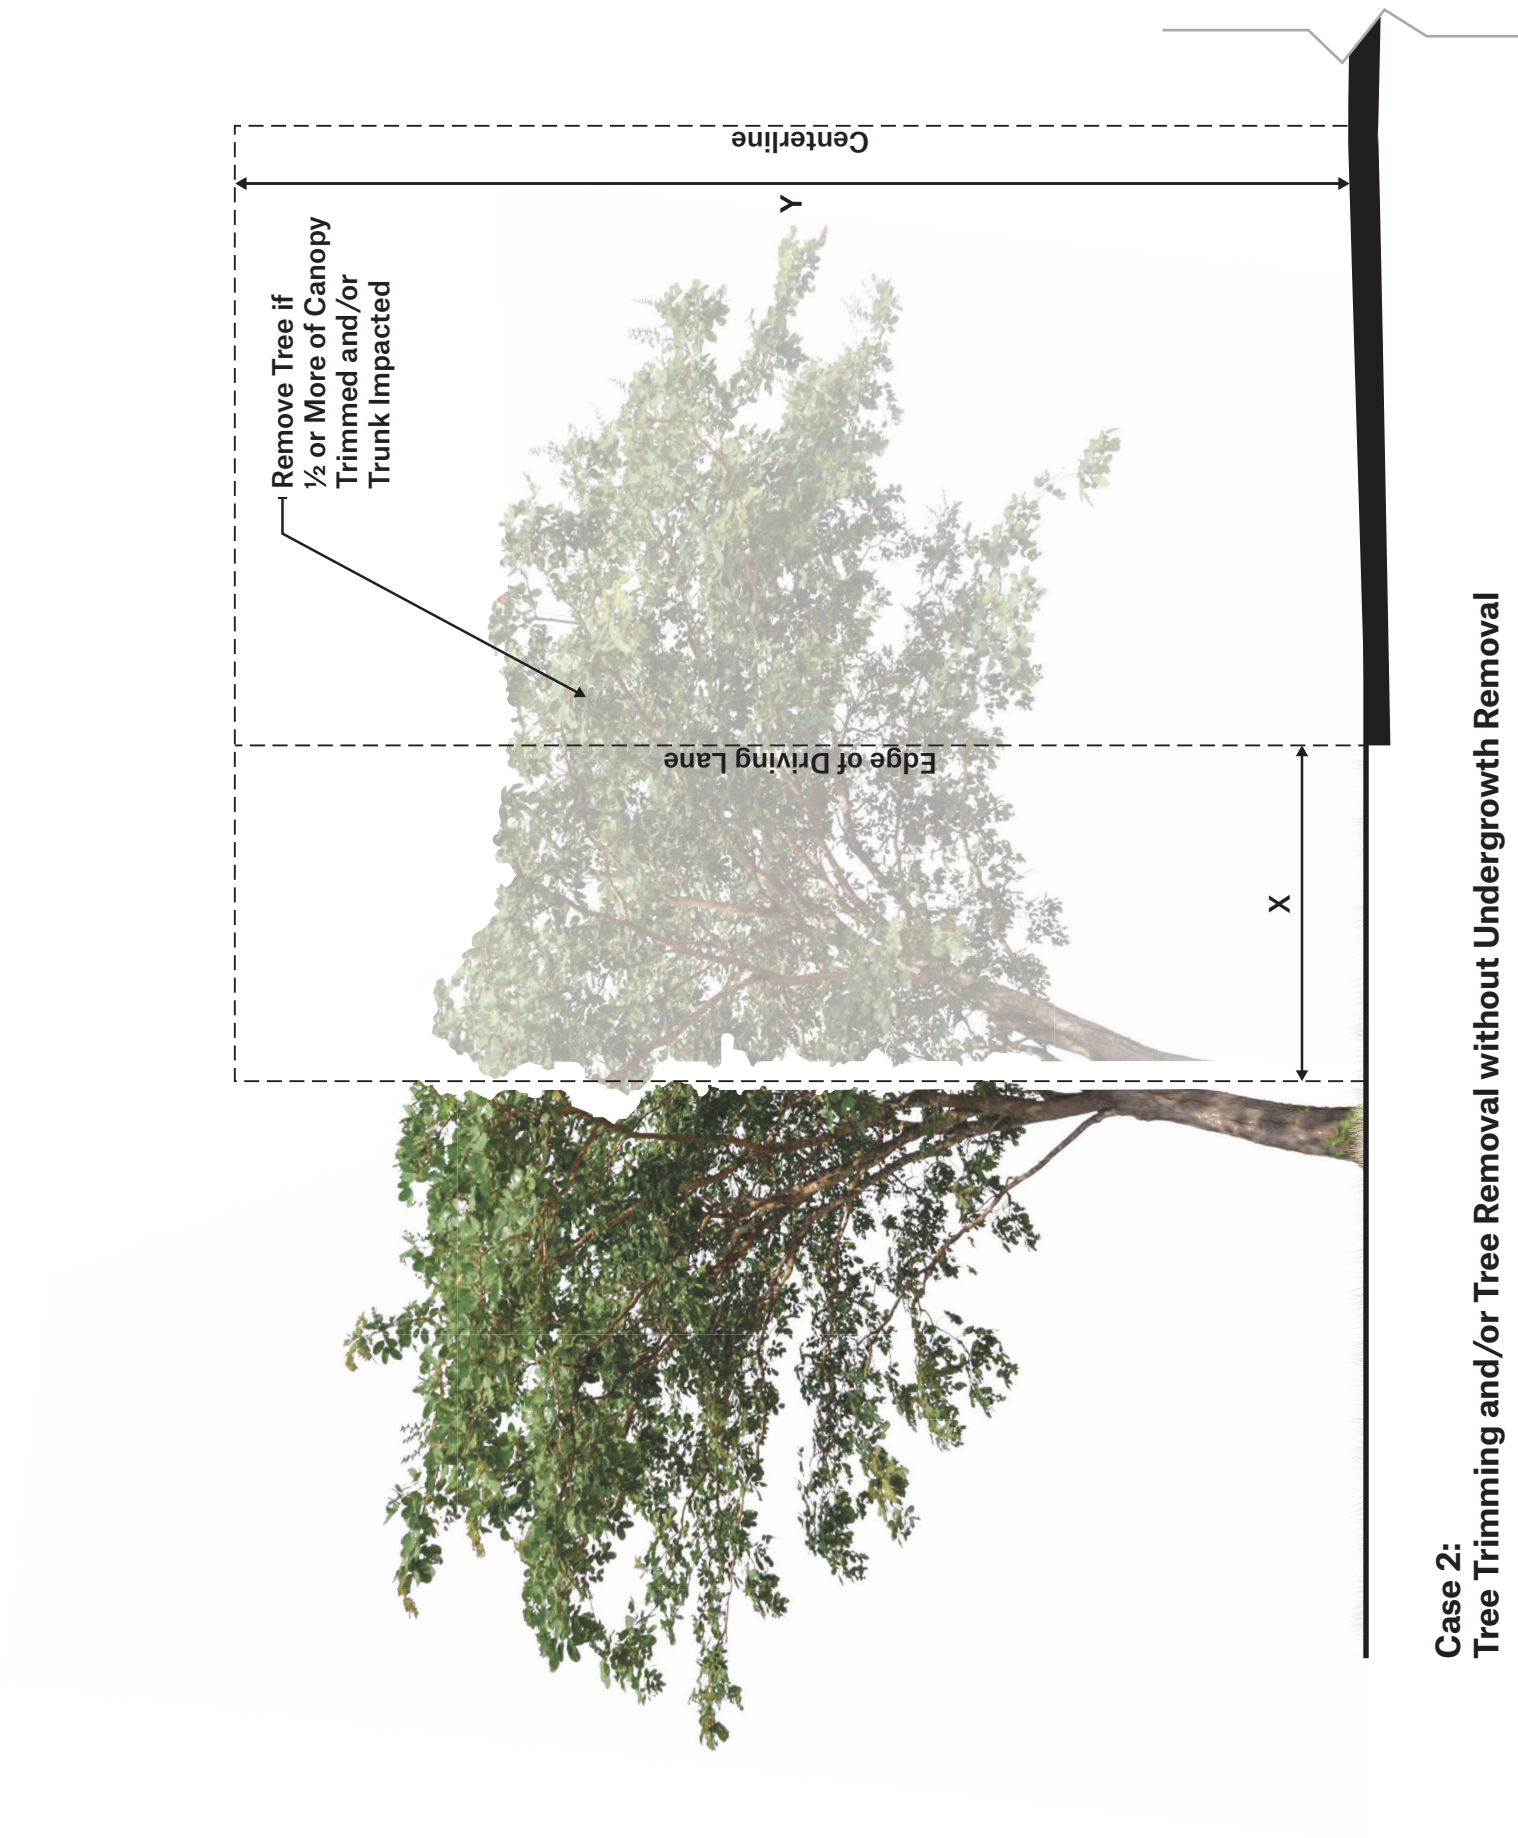 Remove Tree if
½ or More of Canopy
Trimmed and/or
Trunk Impacted
Edge of Driving Lane
Y
Centerline
X
Case 2:
Tree Trimming and/or Tree Removal without Undergrowth Removal